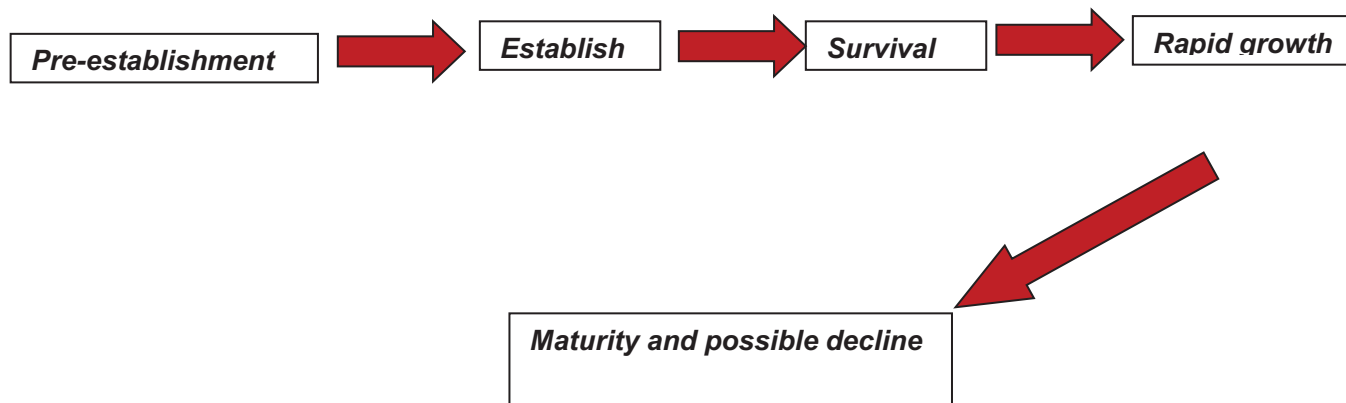 Pre-establishment
Establish
Survival
Rapid growth
Maturity and possible decline